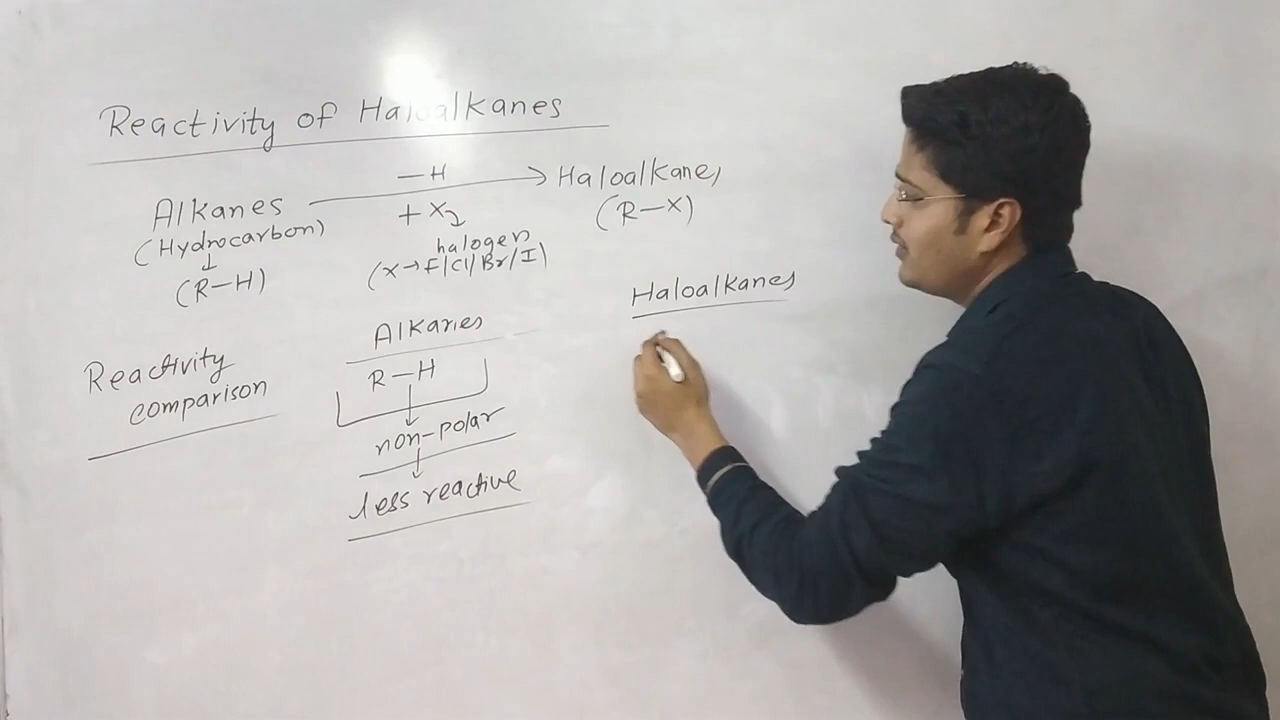 Reactivity of Haloalkanes
Alkanes
(Hydrocarbon)
(R-H)
-H
+ X2
halogen
(X→F/Cl/Br/I)
Haloalkanes
(R-X)
Reactivity
comparison
Alkanes
R-H
non-polar
less reactive
Haloalkanes